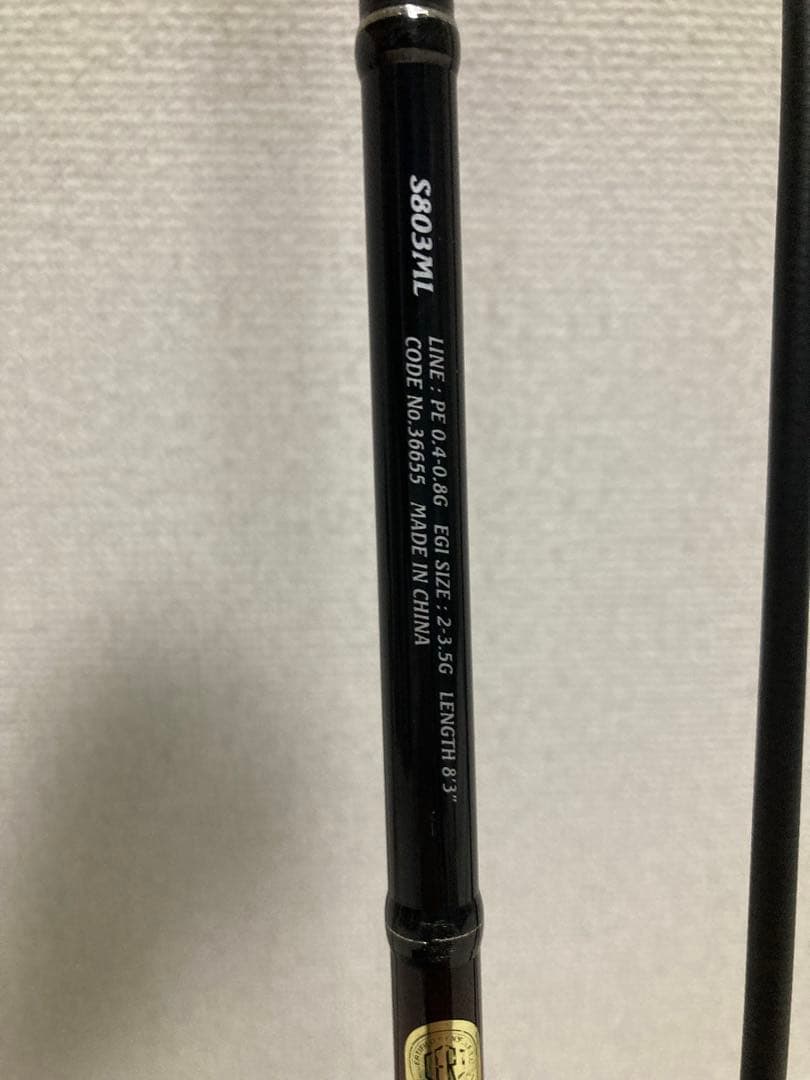 S803ML
LINE : PE 0.4-0.8G EGI SIZE : 2-3.5G LENGTH 8'3"
CODE No.36655 MADE IN CHINA